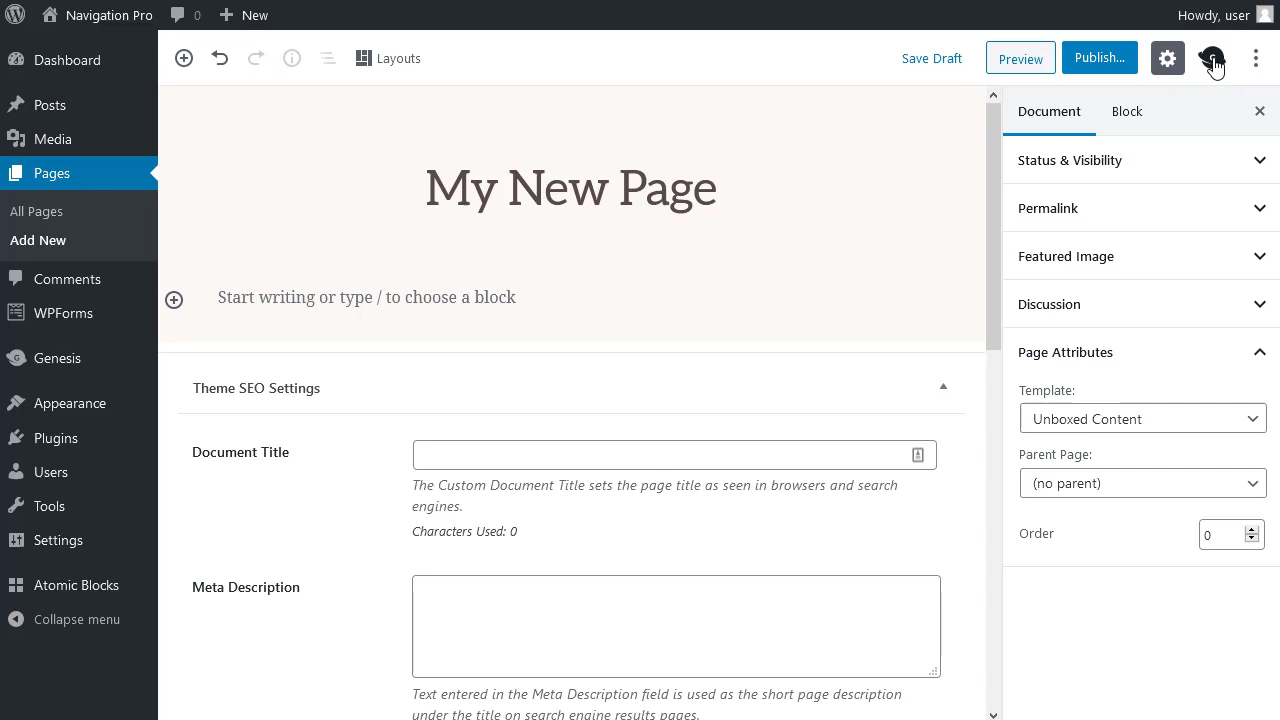 Navigation Pro
0
New
Howdy, user
Dashboard
Posts
Media
Pages
All Pages
Add New
Comments
WPForms
Genesis
Appearance
Plugins
Users
Tools
Settings
Atomic Blocks
Collapse menu
Layouts
Save Draft
Preview
Publish...
My New Page
Start writing or type / to choose a block
Theme SEO Settings
Document Title
The Custom Document Title sets the page title as seen in browsers and search
engines.
Characters Used: 0
Meta Description
Text entered in the Meta Description field is used as the short page description
under the title on search engine results pages.
Document
Block
Status & Visibility
Permalink
Featured Image
Discussion
Page Attributes
Template:
Unboxed Content
Parent Page:
(no parent)
Order
0